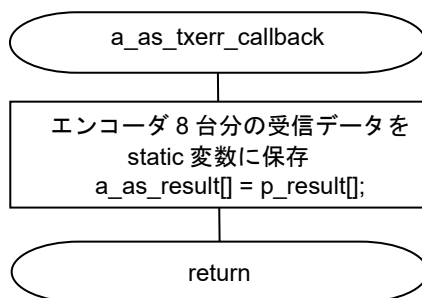 a_as_txerr_callback
エンコーダ 8 台分の受信データを
static 変数に保存
a_as_result[] = p_result[];
return